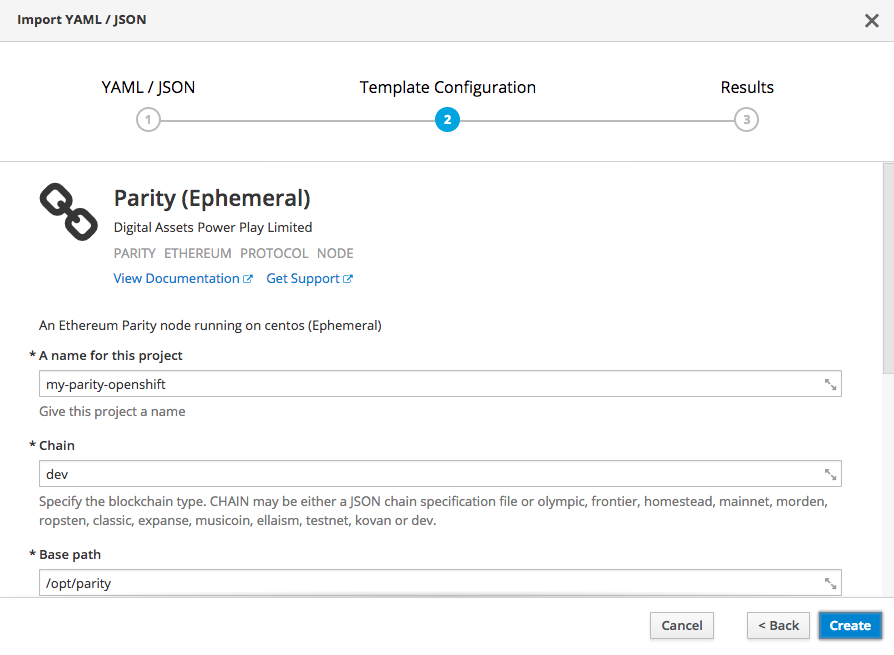 Import YAML / JSON
YAML / JSON
Template Configuration
Results
1
2
3
Parity (Ephemeral)
Digital Assets Power Play Limited
PARITY ETHEREUM PROTOCOL NODE
View Documentation Get Support
An Ethereum Parity node running on centos (Ephemeral)
* A name for this project
my-parity-openshift
Give this project a name
* Chain
dev
Specify the blockchain type. CHAIN may be either a JSON chain specification file or olympic, frontier, homestead, mainnet, morden,
ropsten, classic, expanse, musicoin, ellaism, testnet, kovan or dev.
* Base path
/opt/parity
Cancel
< Back
Create